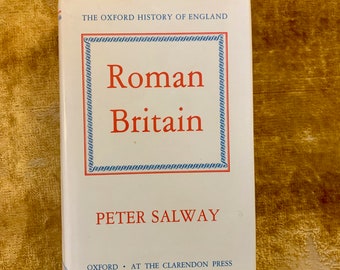 THE OXFORD HISTORY OF ENGLAND
Roman
Britain
PETER SALWAY
OXFORD • AT THE CLARENDON PRESS